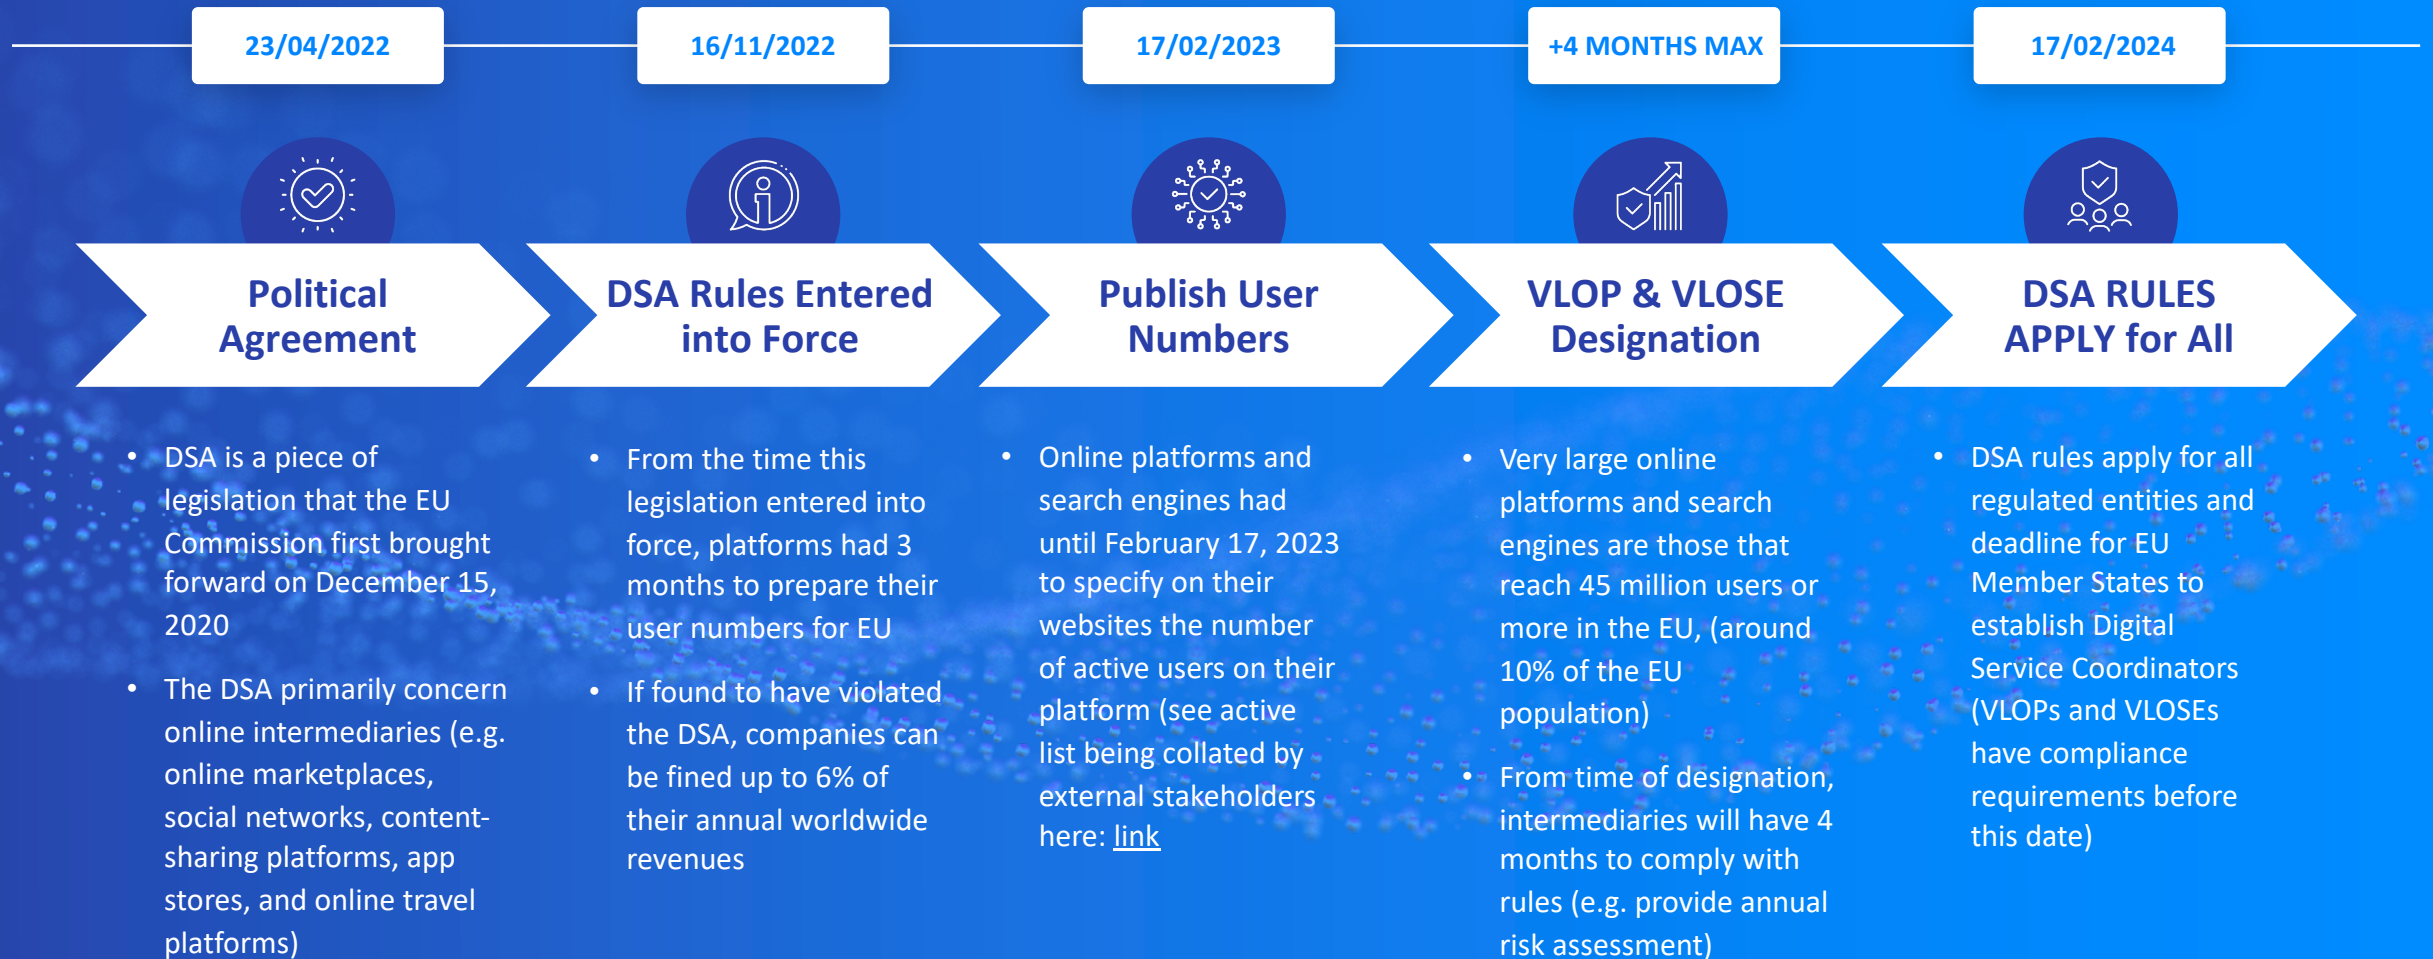 23/04/2022
16/11/2022
17/02/2023
+4 MONTHS MAX
17/02/2024
Political
Agreement
DSA Rules Entered
into Force
Publish User
Numbers
VLOP & VLOSE
Designation
DSA RULES
APPLY for All
• DSA is a piece of
legislation that the EU
Commission first brought
forward on December 15,
2020
• The DSA primarily concern
online intermediaries (e.g.
online marketplaces,
social networks, content-
sharing platforms, app
stores, and online travel
platforms)
• From the time this
legislation entered into
force, platforms had 3
months to prepare their
user numbers for EU
• If found to have violated
the DSA, companies can
be fined up to 6% of
their annual worldwide
revenues
• Online platforms and
search engines had
until February 17, 2023
to specify on their
websites the number
of active users on their
platform (see active
list being collated by
external stakeholders
here: link
• Very large online
platforms and search
engines are those that
reach 45 million users or
more in the EU, (around
10% of the EU
population)
• From time of designation,
intermediaries will have 4
months to comply with
rules (e.g. provide annual
risk assessment)
• DSA rules apply for all
regulated entities and
deadline for EU
Member States to
establish Digital
Service Coordinators
(VLOPs and VLOSEs
have compliance
requirements before
this date)